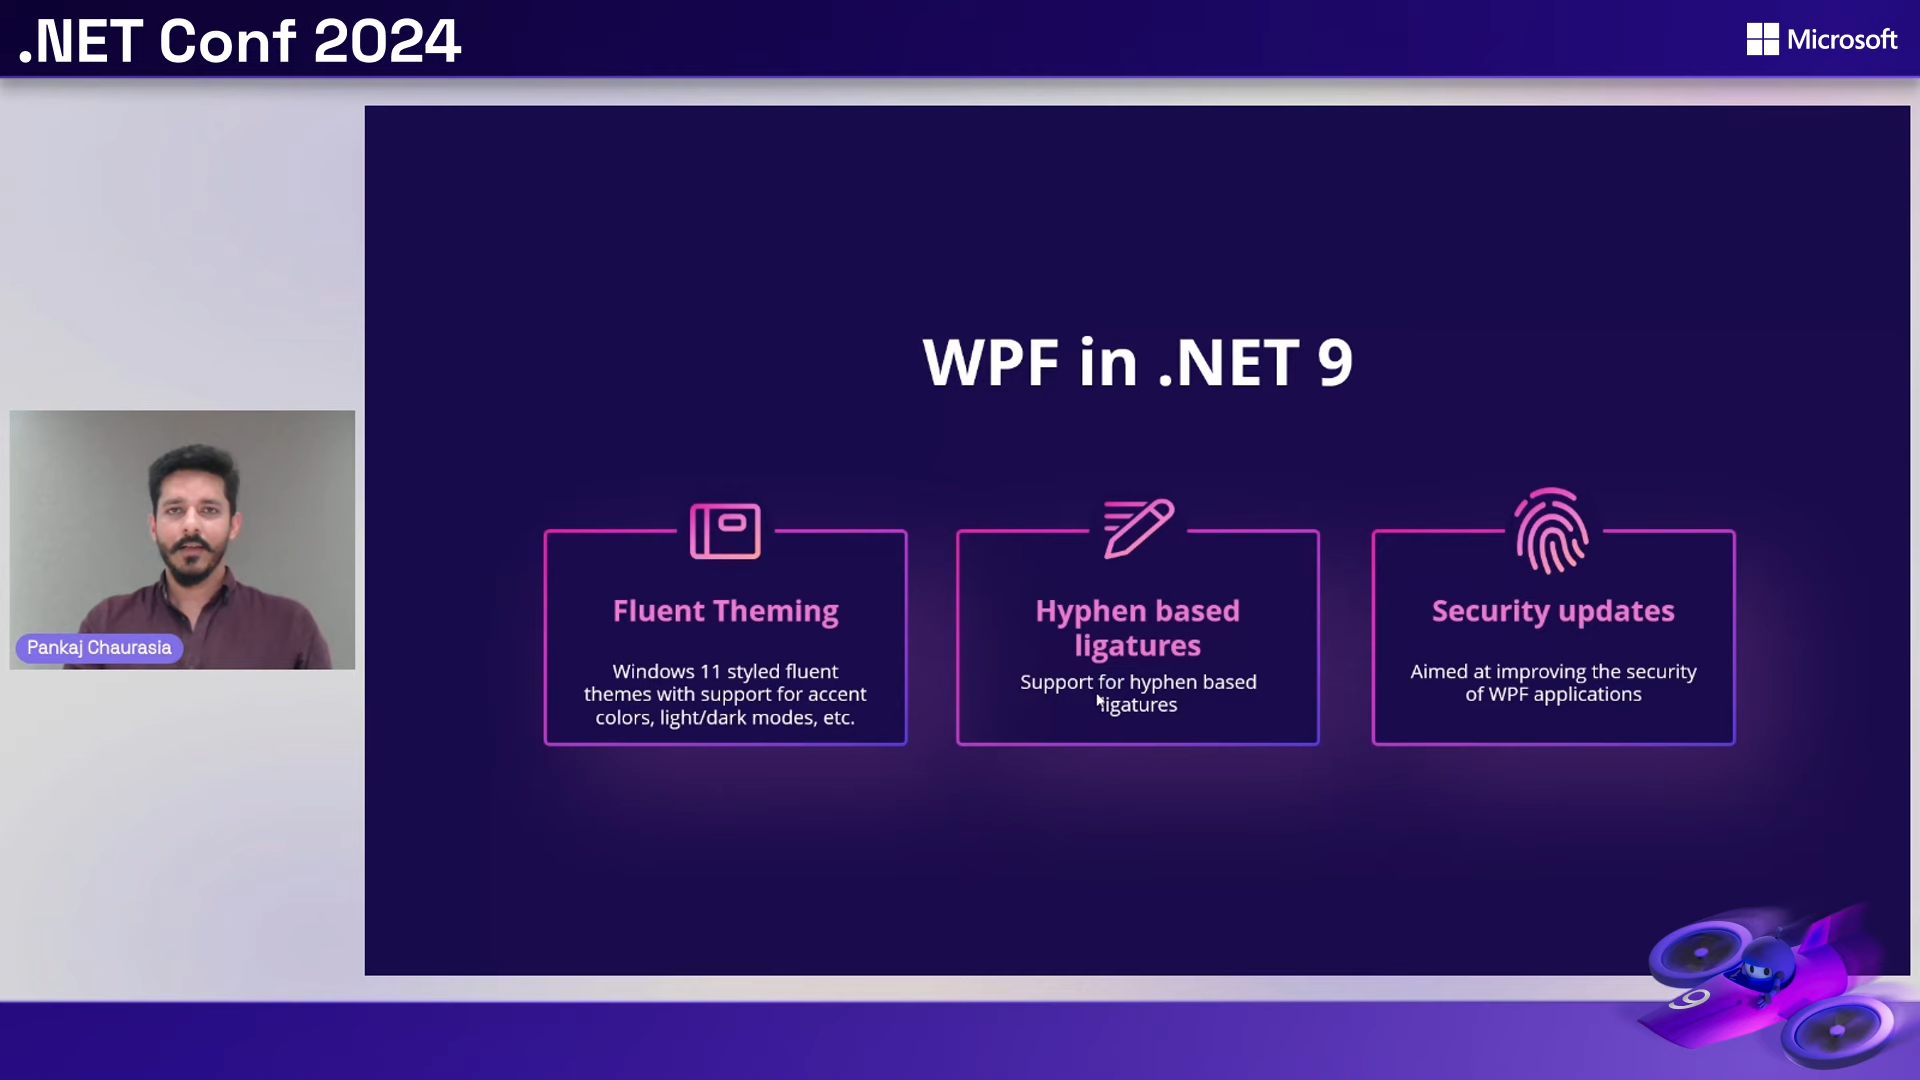 .NET Conf 2024
Microsoft
WPF in .NET 9
Fluent Theming
Windows 11 styled fluent
themes with support for accent
colors, light/dark modes, etc.
Hyphen based
ligatures
Support for hyphen based
ligatures
Security updates
Aimed at improving the security
of WPF applications
Pankaj Chaurasia
9